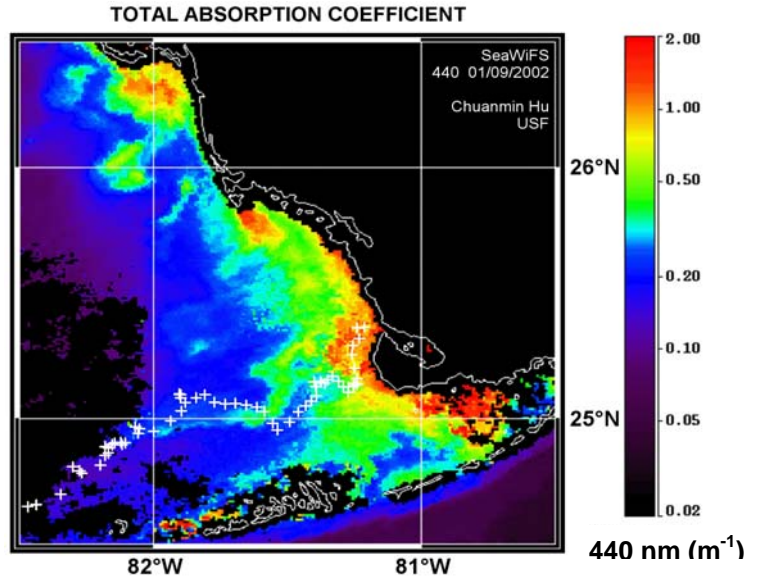 TOTAL ABSORPTION COEFFICIENT
SeaWiFS
440 01/09/2002
Chuanmin Hu
USF
2.00
1.00
0.50
0.20
0.10
0.05
0.02
26°N
25°N
82°W
81°W
440 nm (m⁻¹)